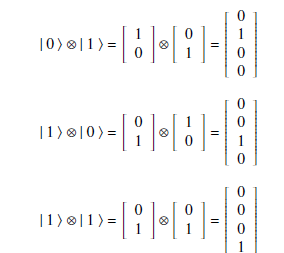 | 0 ⟩ ⊗ | 1 ⟩ = [ 1 0 ] ⊗ [ 0 1 ] = [ 0 1 0 0 ]
| 1 ⟩ ⊗ | 0 ⟩ = [ 0 1 ] ⊗ [ 1 0 ] = [ 0 0 1 0 ]
| 1 ⟩ ⊗ | 1 ⟩ = [ 0 1 ] ⊗ [ 0 1 ] = [ 0 0 0 1 ]